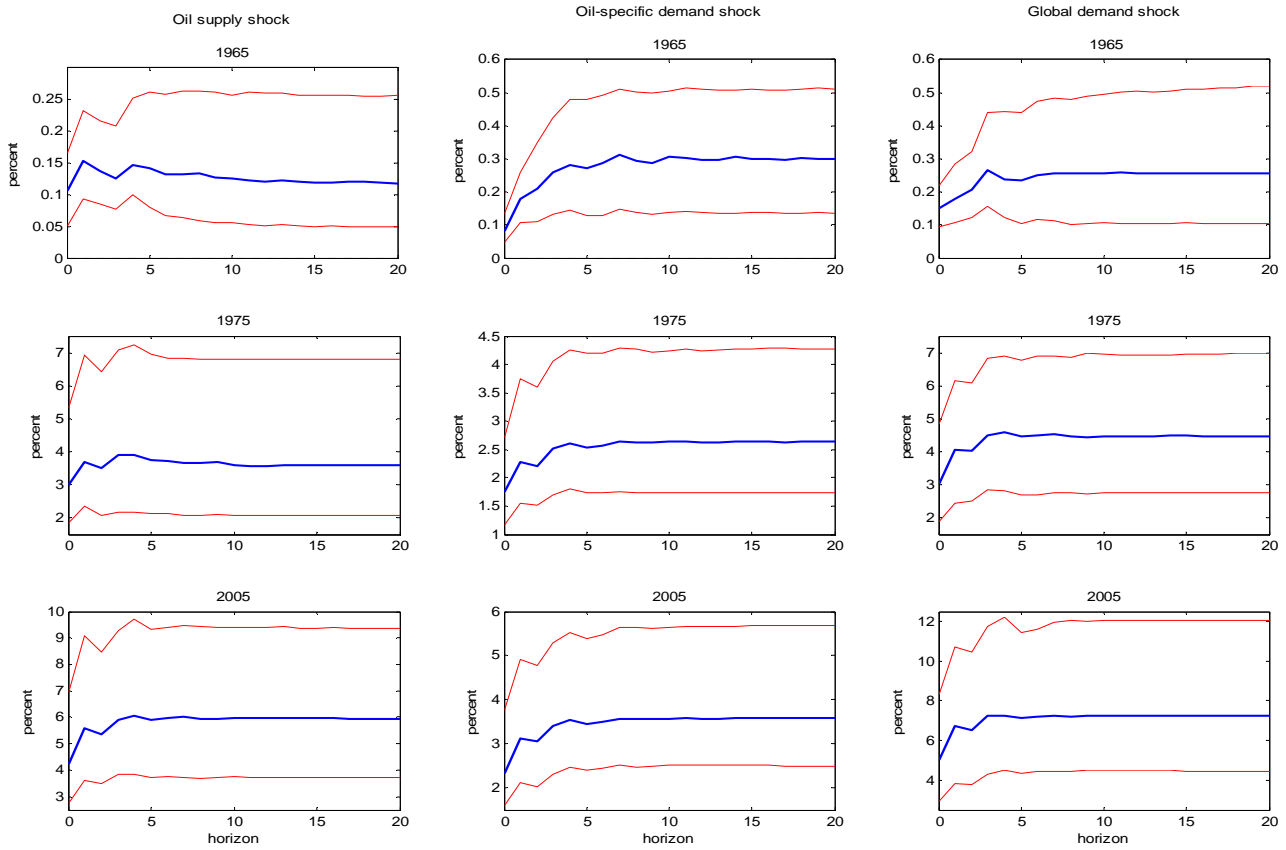 Oil supply shock
Oil-specific demand shock
Global demand shock
1965
1965
1965
percent
0.25
0.2
0.15
0.1
0.05
0
0 5 10 15 20
percent
0.6
0.5
0.4
0.3
0.2
0.1
0
0 5 10 15 20
percent
0.6
0.5
0.4
0.3
0.2
0.1
0
0 5 10 15 20
1975
1975
1975
percent
7
6
5
4
3
2
0 5 10 15 20
percent
4.5
4
3.5
3
2.5
2
1.5
1
0 5 10 15 20
percent
7
6
5
4
3
2
0 5 10 15 20
2005
2005
2005
percent
10
9
8
7
6
5
4
3
0 5 10 15 20
horizon
percent
6
5
4
3
2
0 5 10 15 20
horizon
percent
12
10
8
6
4
0 5 10 15 20
horizon